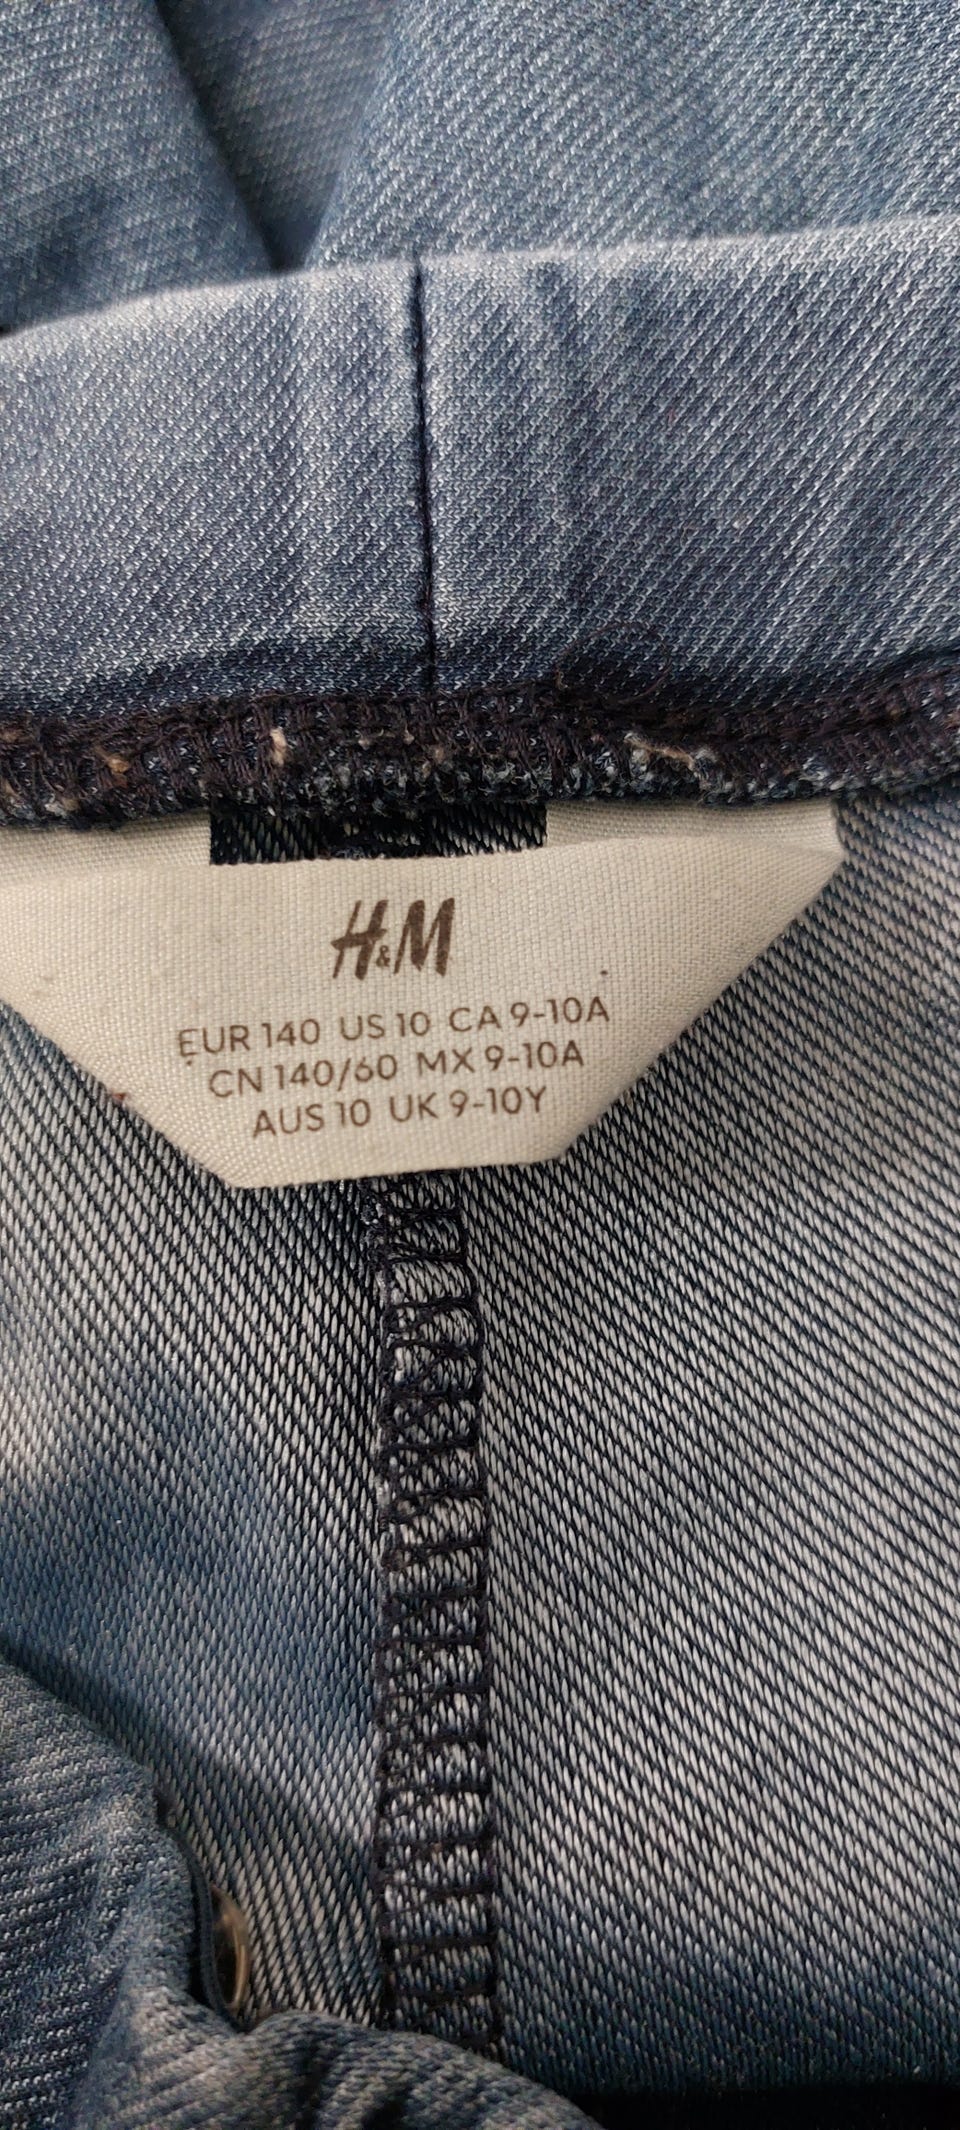 H&M
EUR 140 US 10 CA 9-10A
CN 140/60 MX 9-10A
AUS 10 UK 9-10Y